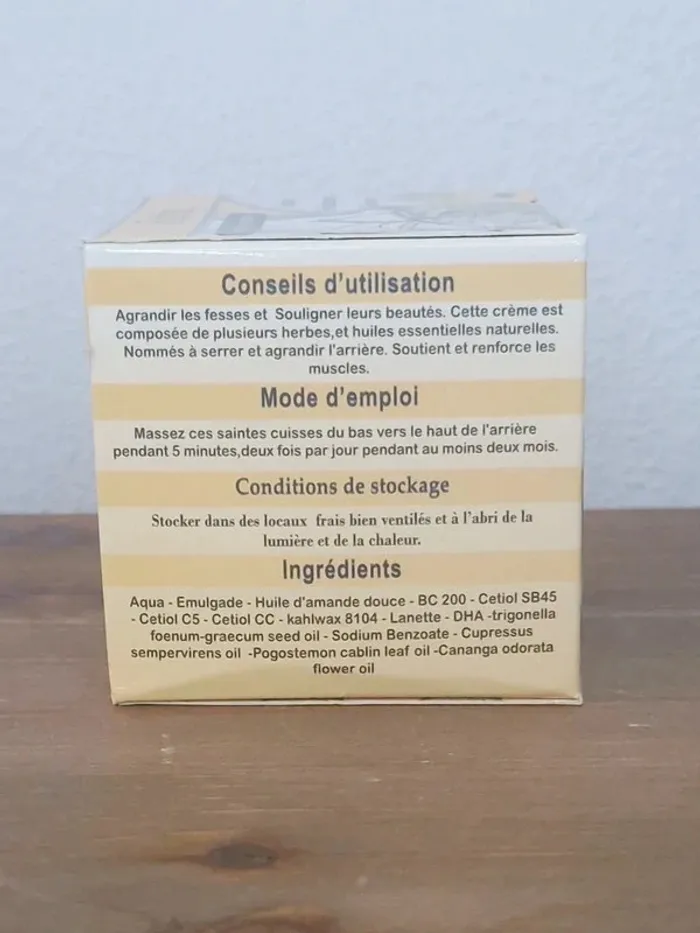 Conseils d'utilisation
Agrandir les fesses et Souligner leurs beautés. Cette crème est
composée de plusieurs herbes,et huiles essentielles naturelles.
Nommés à serrer et agrandir l'arrière. Soutient et renforce les
muscles.
Mode d'emploi
Massez ces saintes cuisses du bas vers le haut de l'arrière
pendant 5 minutes,deux fois par jour pendant au moins deux mois.
Conditions de stockage
Stocker dans des locaux frais bien ventilés et à l'abri de la
lumière et de la chaleur.
Ingrédients
Aqua - Emulgade - Huile d'amande douce - BC 200 - Cetiol SB45
- Cetiol C5 - Cetiol CC - kahlwax 8104 - Lanette - DHA -trigonella
foenum-graecum seed oil - Sodium Benzoate - Cupressus
sempervirens oil -Pogostemon cablin leaf oil -Cananga odorata
flower oil